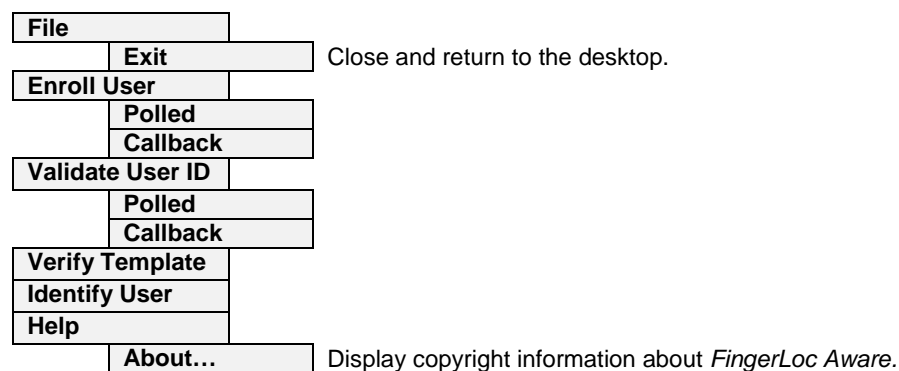 File
Exit Close and return to the desktop.
Enroll User
Polled
Callback
Validate User ID
Polled
Callback
Verify Template
Identify User
Help
About… Display copyright information about FingerLoc Aware.